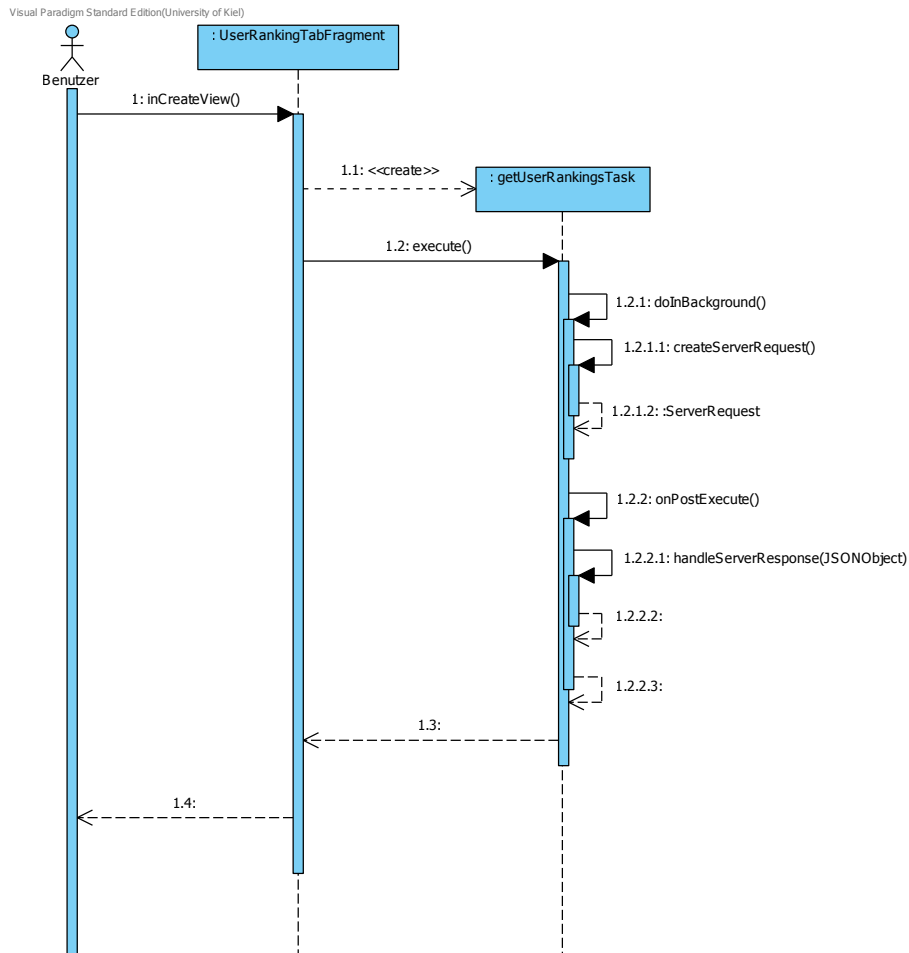 Visual Paradigm Standard Edition(University of Kiel)
: UserRankingTabFragment
Benutzer
1: inCreateView()
1.1: <<create>>
: getUserRankingsTask
1.2: execute()
1.2.1: doInBackground()
1.2.1.1: createServerRequest()
1.2.1.2: :ServerRequest
1.2.2: onPostExecute()
1.2.2.1: handleServerResponse(JSONObject)
1.2.2.2:
1.2.2.3:
1.3:
1.4: